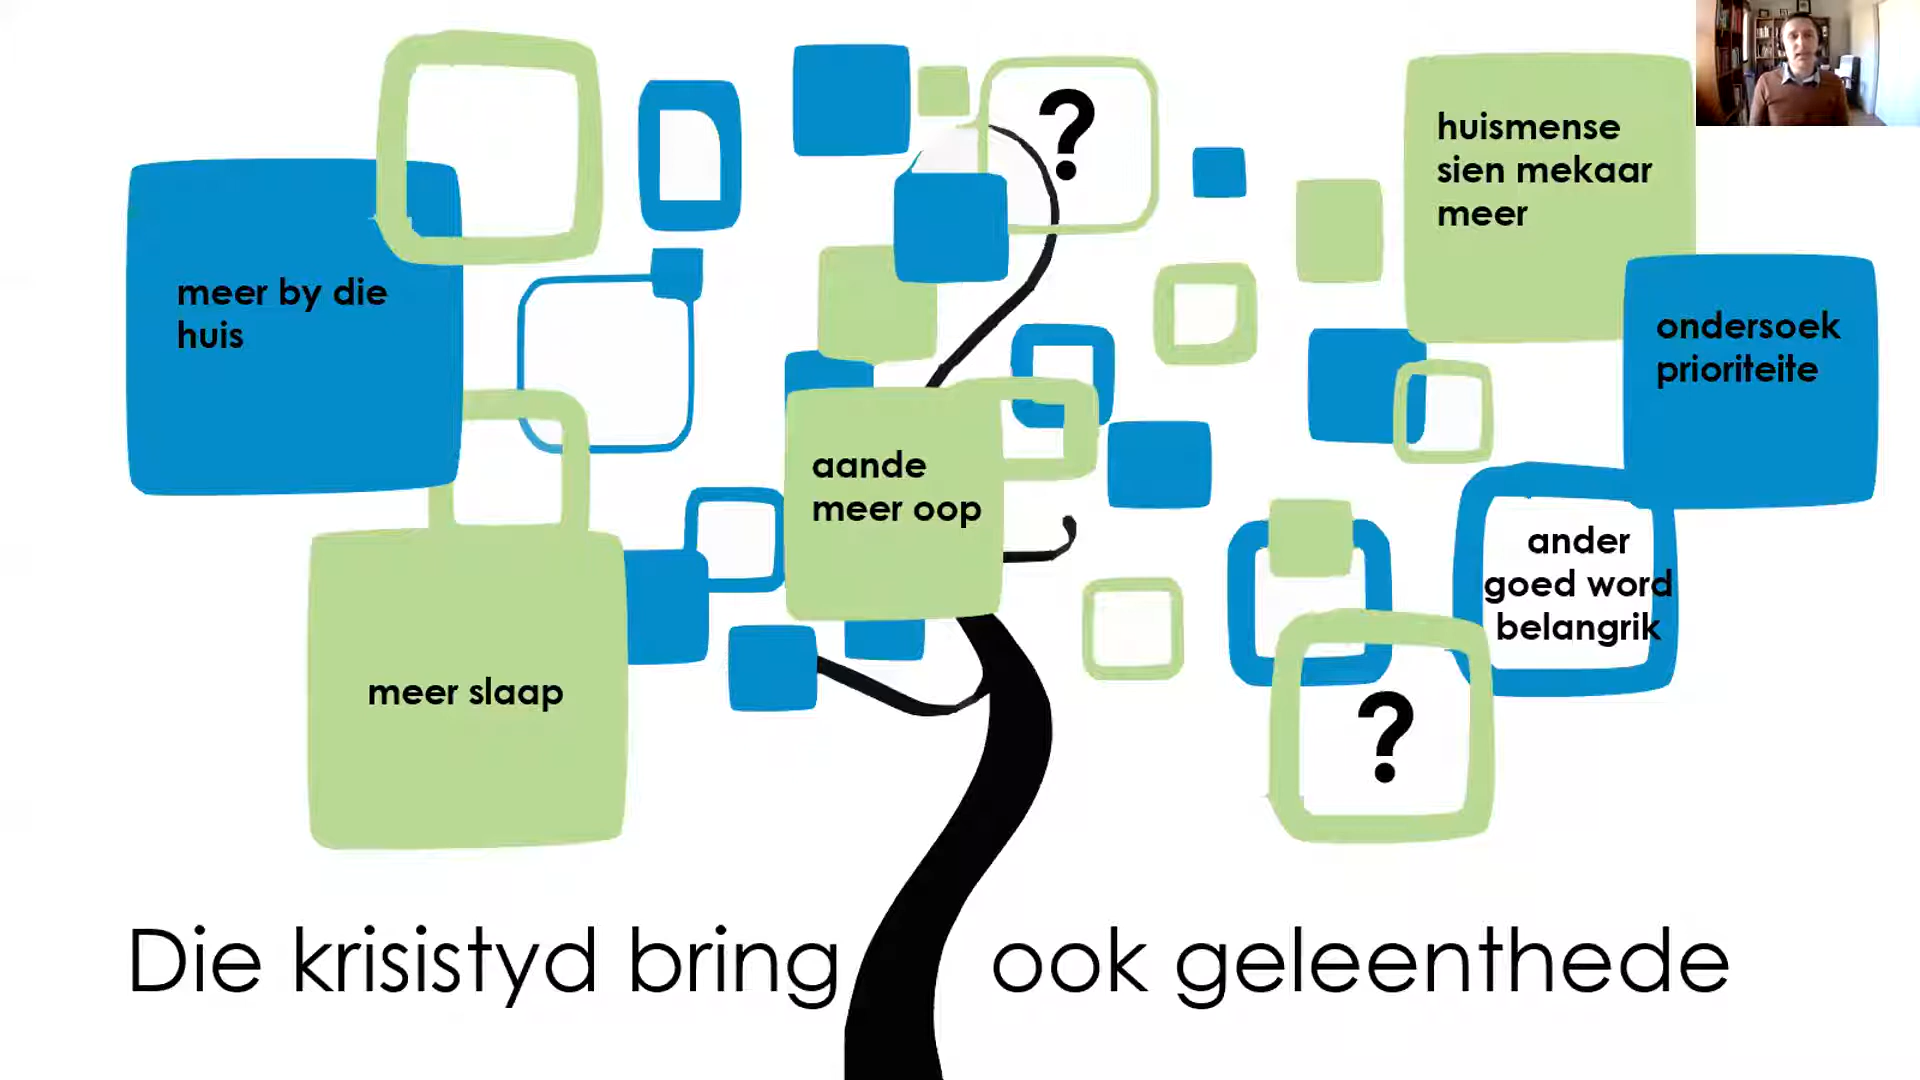 ?
huismense
sien mekaar
meer
meer by die
huis
ondersoek
prioriteite
aande
meer oop
ander
goed word
belangrik
meer slaap
?
Die krisistyd bring ook geleenthede